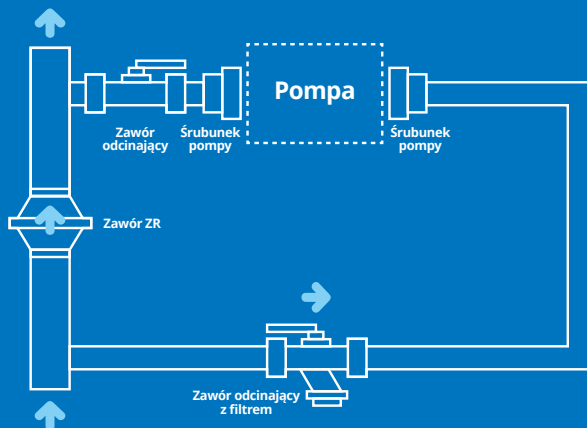 Pompa
Zawór
odcinający
Śrubunek
pompy
Śrubunek
pompy
Zawór ZR
Zawór odcinający
z filtrem